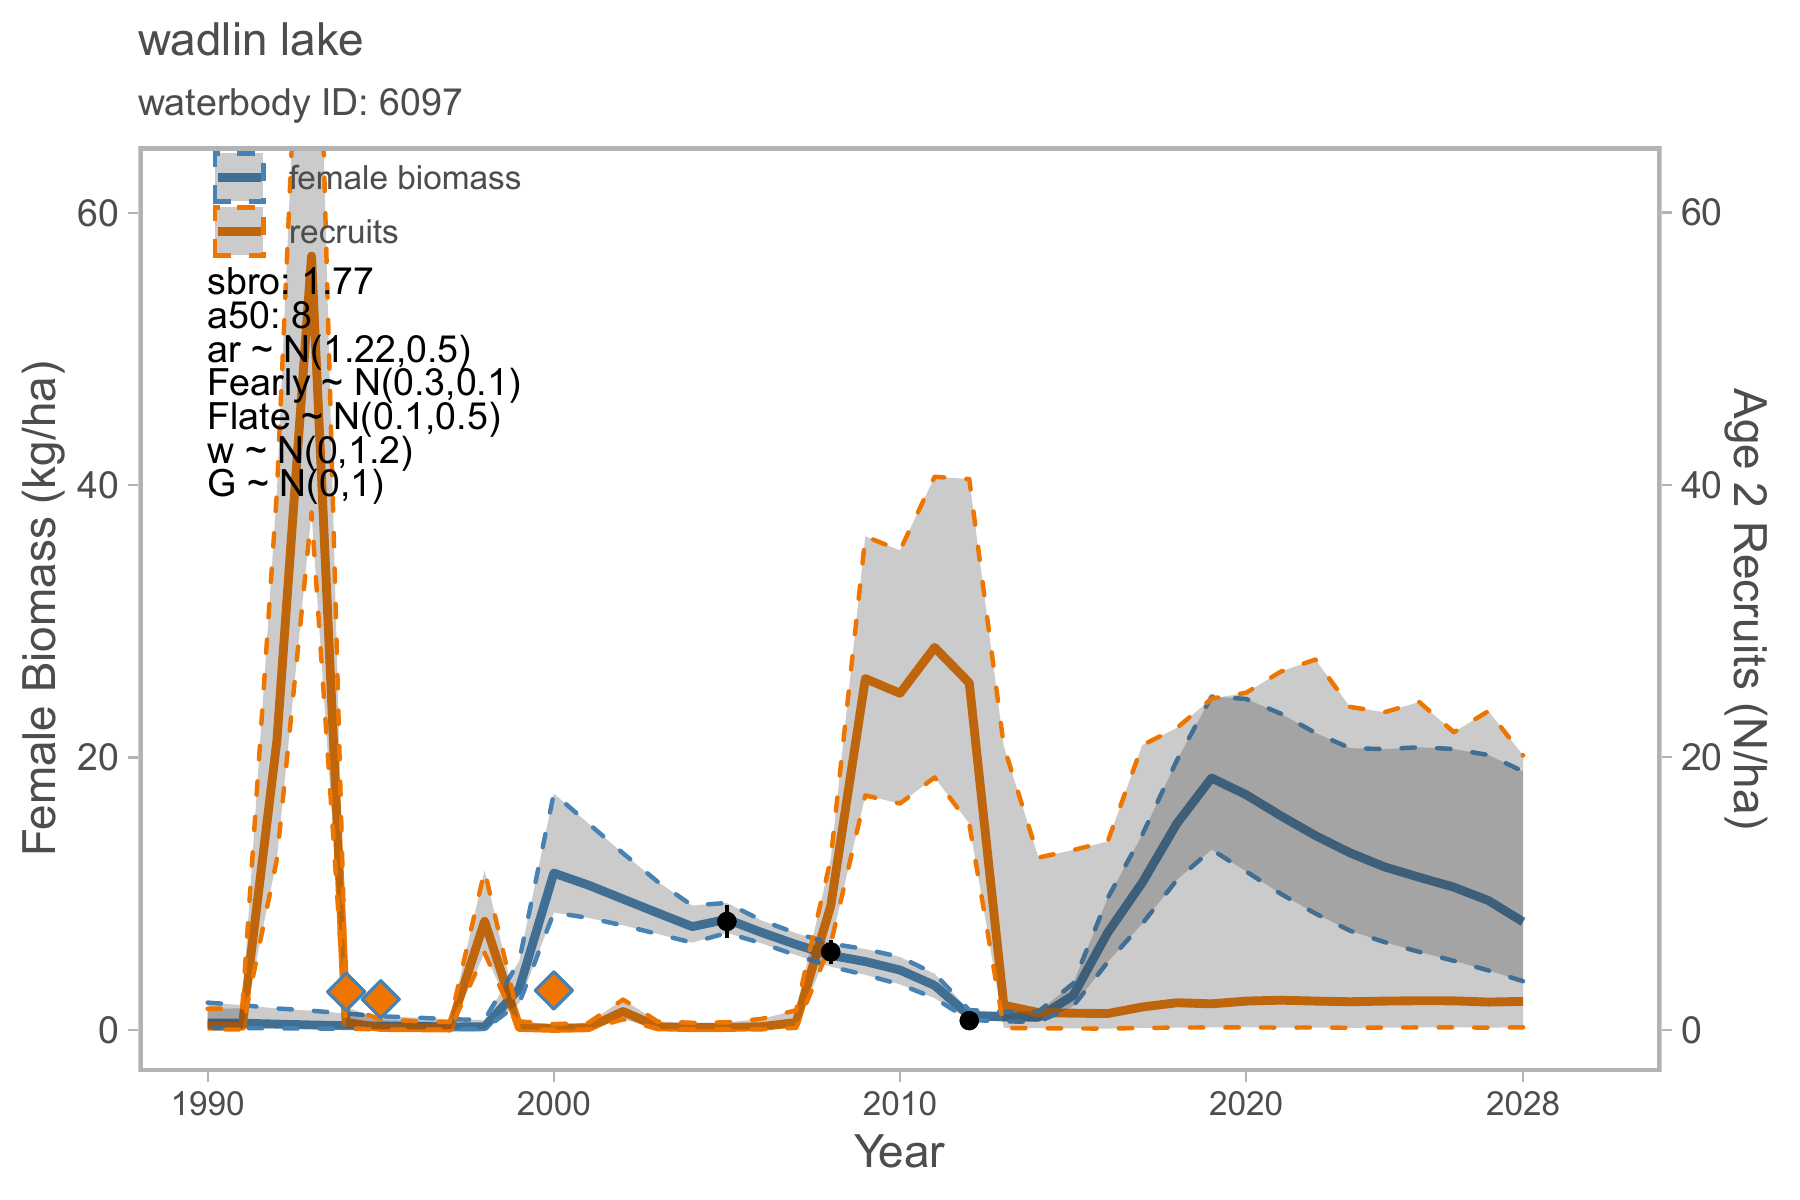 wadlin lake
waterbody ID: 6097
female biomass
recruits
sbro: 1.77
a50: 8
ar ~ N(1.22,0.5)
Fearly ~ N(0.3,0.1)
Flate ~ N(0.1,0.5)
w ~ N(0,1.2)
G ~ N(0,1)
Female Biomass (kg/ha)
60
40
20
0
60
40
20
0
Age 2 Recruits (N/ha)
1990 2000 2010 2020 2028
Year